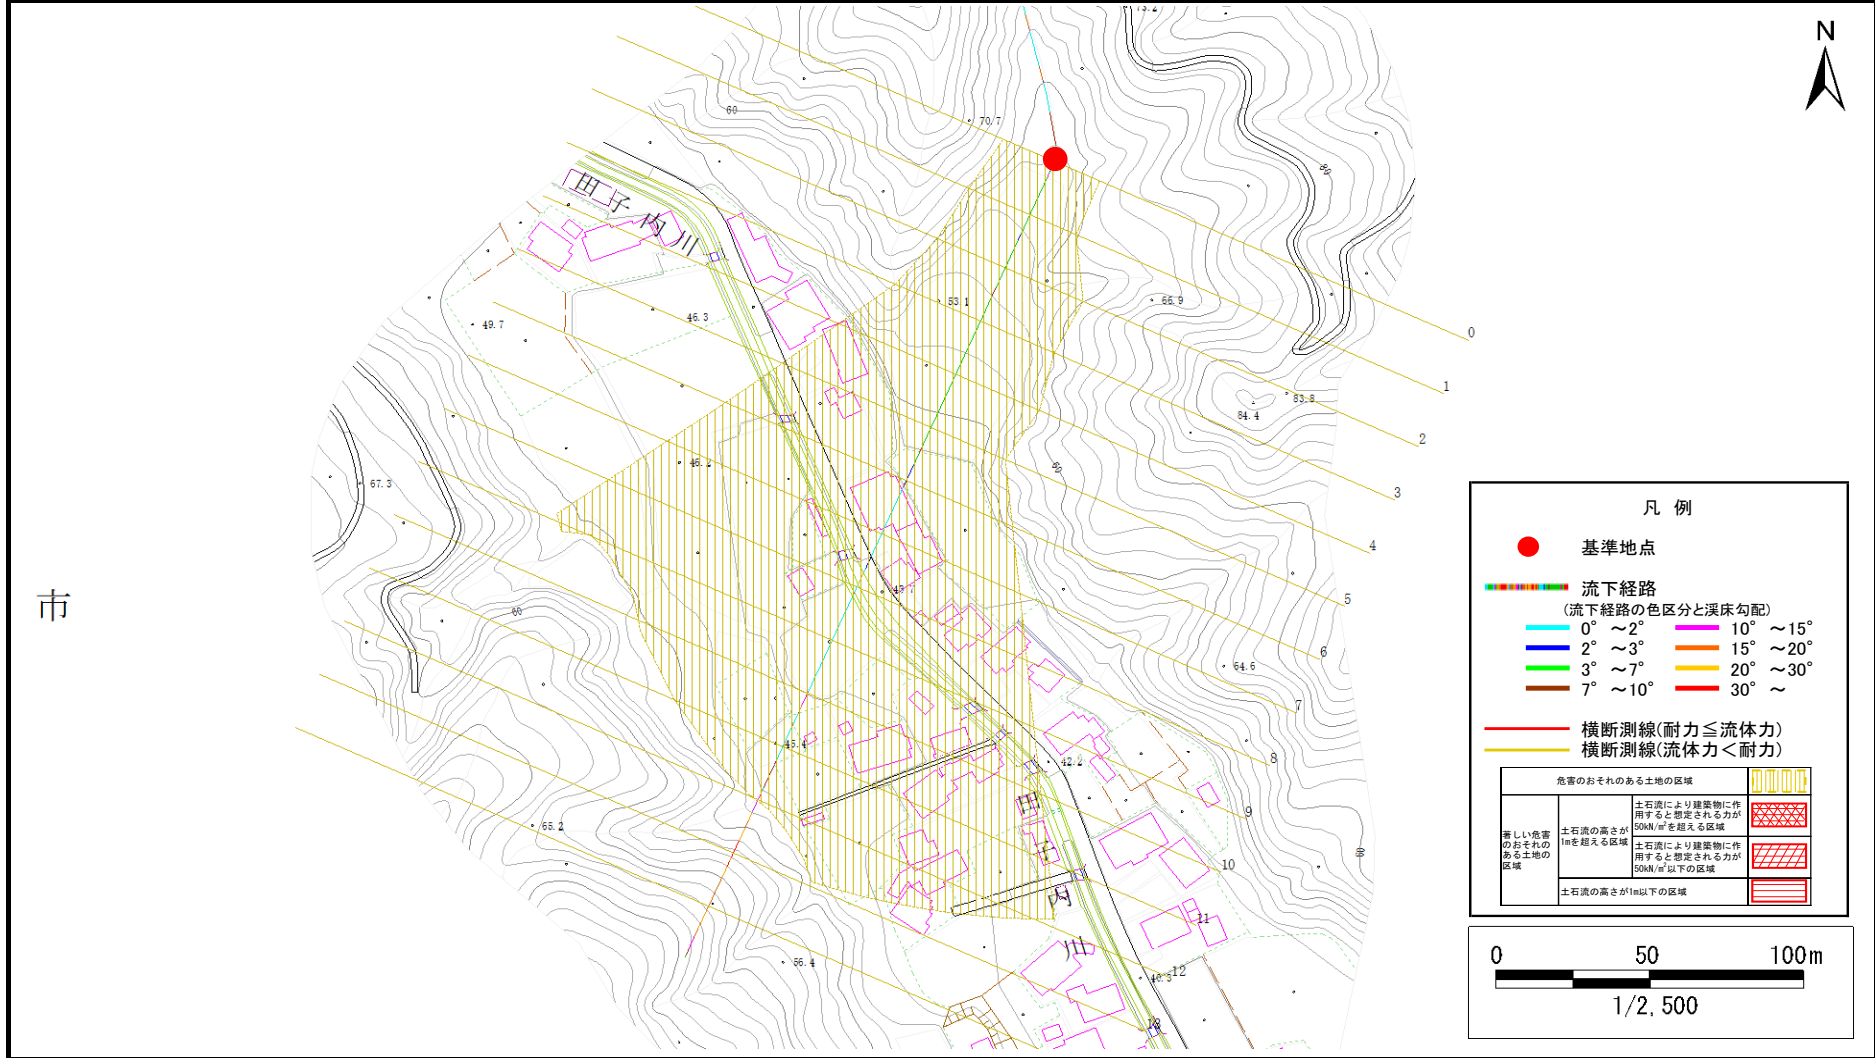 73.2
N
60
70.7
80
田子内川
53.1
66.9
49.7
46.3
0
1
83.8
84.4
2
46.2
60
67.3
3
4
凡 例
基準地点
流下経路
(流下経路の色区分と渓床勾配)
0° ～2° 10° ～15°
2° ～3° 15° ～20°
3° ～7° 20° ～30°
7° ～10° 30° ～
横断測線(耐力≦流体力)
横断測線(流体力＜耐力)
危害のおそれのある土地の区域
著しい危害
のおそれの
ある土地の
区域
土石流の高さが
1mを超える区域
土石流により建築物に作
用すると想定される力が
50kN/m²を超える区域
土石流により建築物に作
用すると想定される力が
50kN/m²以下の区域
土石流の高さが1m以下の区域
市
5
60
6
64.6
7
45.4
8
42.2
9
65.2
田子内川
10
60
11
56.4
12
40.5
13
0 50 100m
1/2,500